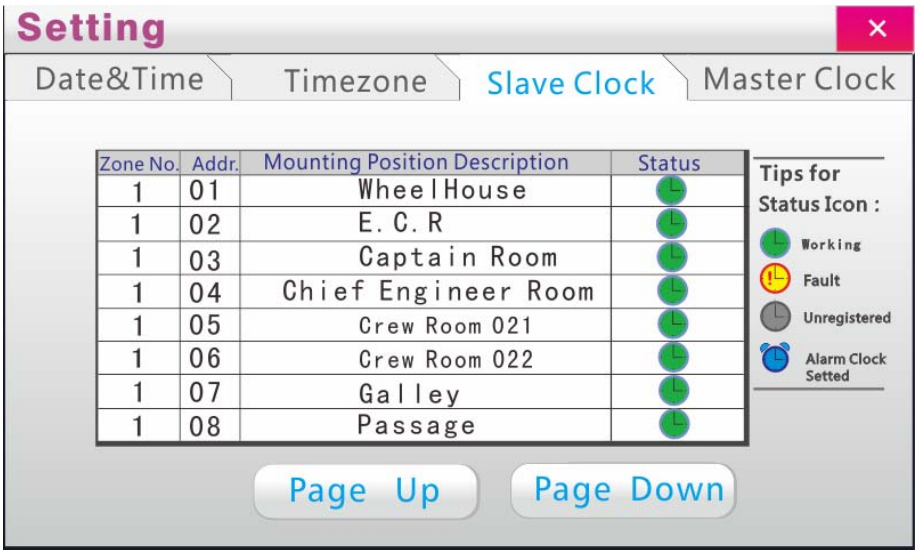 Setting
×
Date&Time Timezone Slave Clock Master Clock
Zone No. Addr. Mounting Position Description Status
1 01 WheelHouse
1 02 E.C.R
1 03 Captain Room
1 04 Chief Engineer Room
1 05 Crew Room 021
1 06 Crew Room 022
1 07 Galley
1 08 Passage
Tips for
Status Icon :
Working
Fault
Unregistered
Alarm Clock
Setted
Page Up Page Down